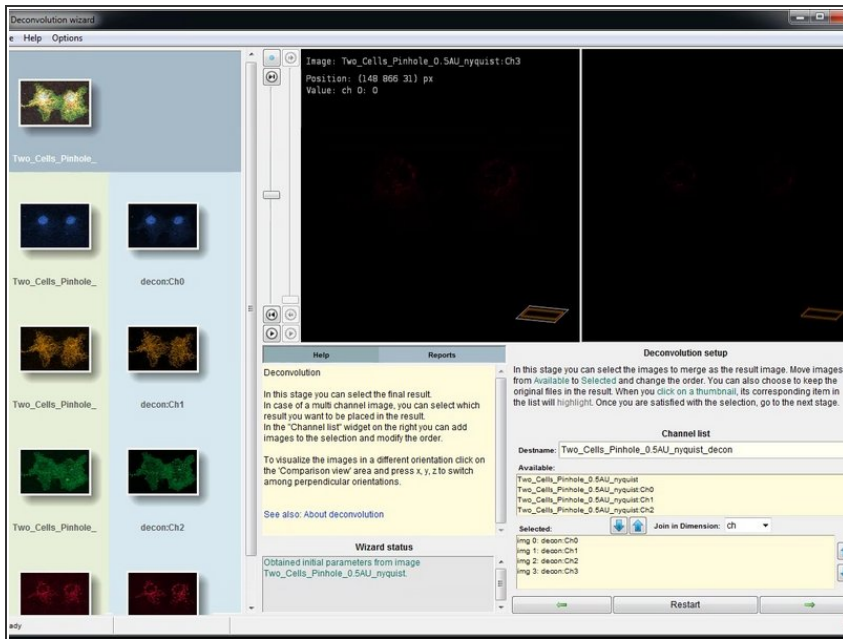 Deconvolution wizard
e Help Options
Two_Cells_Pinhole_
Two_Cells_Pinhole_
decon:Ch0
Two_Cells_Pinhole_
decon:Ch1
Two_Cells_Pinhole_
decon:Ch2
ady
Image: Two_Cells_Pinhole_0.5AU_nyquist:Ch3
Position: (148 866 31) px
Value: ch 0: 0
Help
Reports
Deconvolution
In this stage you can select the final result.
In case of a multi channel image, you can select which
result you want to be placed in the result.
In the "Channel list" widget on the right you can add
images to the selection and modify the order.
To visualize the images in a different orientation click on
the 'Comparison view' area and press x, y, z to switch
among perpendicular orientations.
See also: About deconvolution
Wizard status
Obtained initial parameters from image
Two_Cells_Pinhole_0.5AU_nyquist.
Deconvolution setup
In this stage you can select the images to merge as the result image. Move images
from Available to Selected and change the order. You can also choose to keep the
original files in the result. When you click on a thumbnail, its corresponding item in
the list will highlight. Once you are satisfied with the selection, go to the next stage.
Channel list
Destname: Two_Cells_Pinhole_0.5AU_nyquist_decon
Available:
Two_Cells_Pinhole_0.5AU_nyquist
Two_Cells_Pinhole_0.5AU_nyquist:Ch0
Two_Cells_Pinhole_0.5AU_nyquist:Ch1
Two_Cells_Pinhole_0.5AU_nyquist:Ch2
Selected:
Join in Dimension: ch
img 0: decon:Ch0
img 1: decon:Ch1
img 2: decon:Ch2
img 3: decon:Ch3
Restart